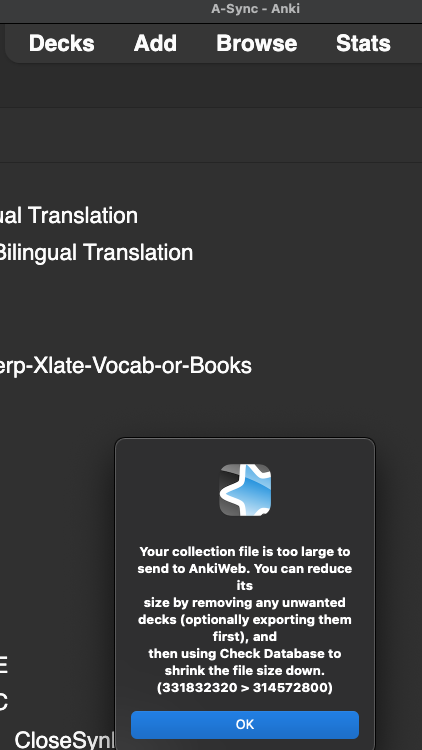 A-Sync - Anki
Decks Add Browse Stats
ual Translation
Bilingual Translation
erp-Xlate-Vocab-or-Books
Your collection file is too large to
send to AnkiWeb. You can reduce
its
size by removing any unwanted
decks (optionally exporting them
first), and
then using Check Database to
shrink the file size down.
(331832320 > 314572800)
E
C
CloseSynl
OK